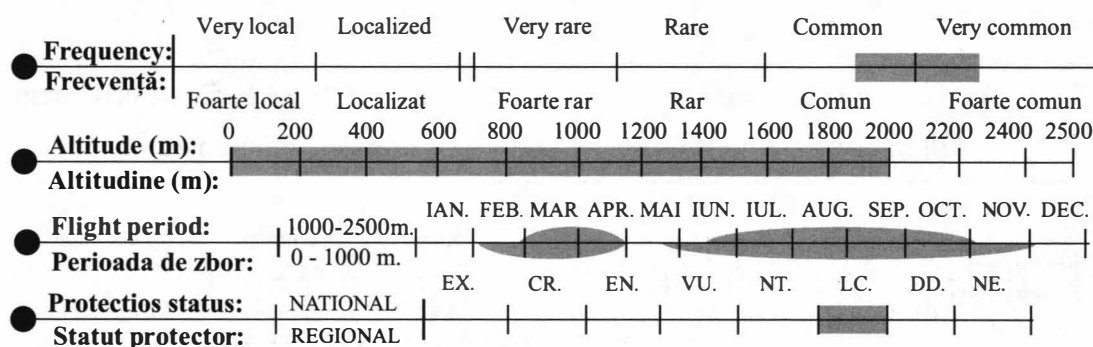 Very local Localized Very rare Rare Common Very common
Frequency:
Frecvență:
Foarte local Localizat Foarte rar Rar Comun Foarte comun
0 200 400 600 800 1000 1200 1400 1600 1800 2000 2200 2400 2500
Altitude (m):
Altitudine (m):
IAN. FEB. MAR APR. MAI IUN. IUL. AUG. SEP. OCT. NOV. DEC.
Flight period: 1000-2500m.
Perioada de zbor: 0 - 1000 m.
EX. CR. EN. VU. NT. LC. DD. NE.
Protectios status: NATIONAL
Statut protector: REGIONAL